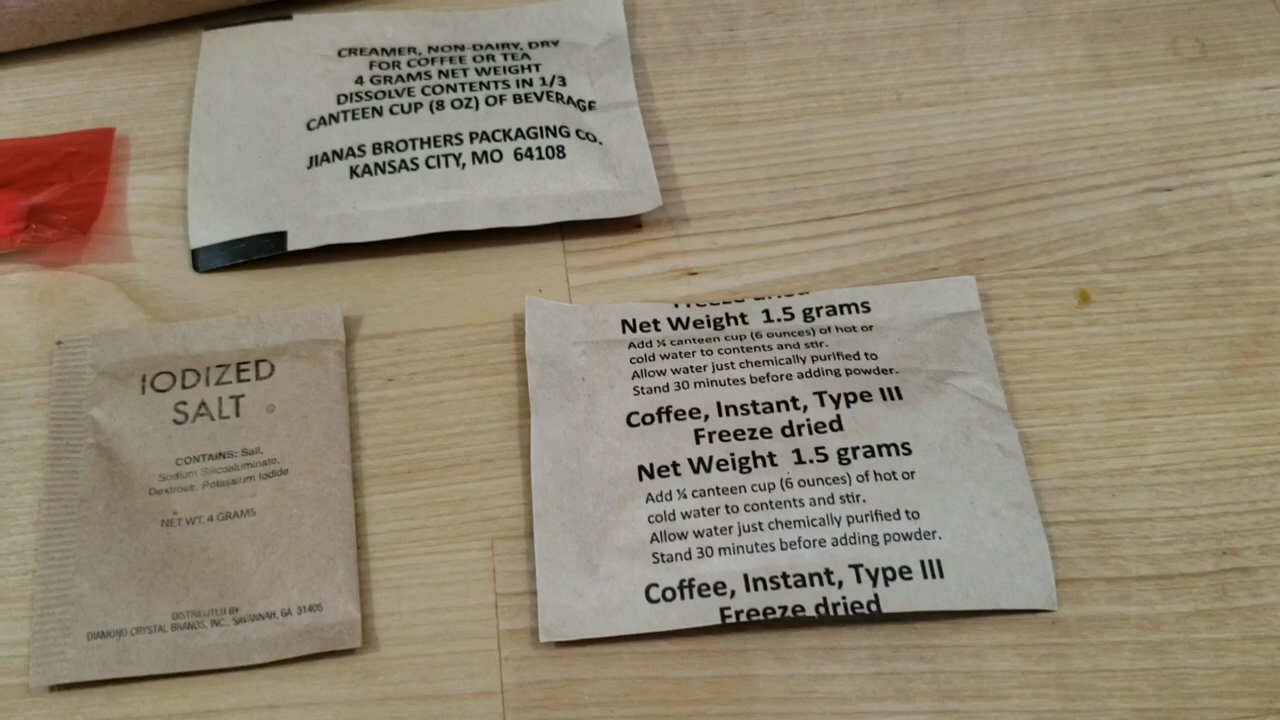 CREAMER, NON-DAIRY, DRY
FOR COFFEE OR TEA
4 GRAMS NET WEIGHT
DISSOLVE CONTENTS IN 1/3
CANTEEN CUP (8 OZ) OF BEVERAGE
JIANAS BROTHERS PACKAGING CO.
KANSAS CITY, MO 64108
IODIZED
SALT
CONTAINS: Salt,
Sodium Silicoaluminate,
Dextrose, Potassium Iodide
NET WT. 4 GRAMS
DISTRIBUTED BY
DIAMOND CRYSTAL BRANDS, INC., SAVANNAH, GA 31405
Freeze dried
Net Weight 1.5 grams
Add ¼ canteen cup (6 ounces) of hot or
cold water to contents and stir.
Allow water just chemically purified to
Stand 30 minutes before adding powder.
Coffee, Instant, Type III
Freeze dried
Net Weight 1.5 grams
Add ¼ canteen cup (6 ounces) of hot or
cold water to contents and stir.
Allow water just chemically purified to
Stand 30 minutes before adding powder.
Coffee, Instant, Type III
Freeze dried